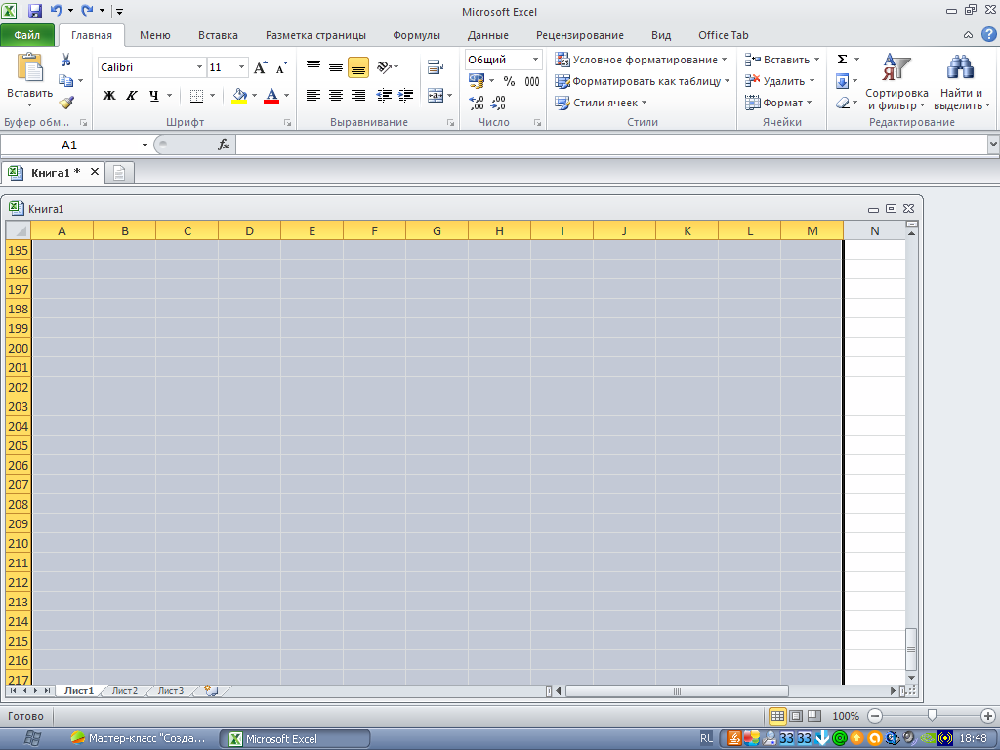 Microsoft Excel
Файл Главная Меню Вставка Разметка страницы Формулы Данные Рецензирование Вид Office Tab
Вставить
Буфер обм...
Calibri 11
Ж К Ч А
Шрифт
Выравнивание
Общий
% 000
Число
Условное форматирование
Форматировать как таблицу
Стили ячеек
Стили
Вставить
Удалить
Формат
Ячейки
Σ
Сортировка и фильтр
Найти и выделить
Редактирование
A1 fx
Книга1 *
Книга1
A B C D E F G H I J K L M N
195
196
197
198
199
200
201
202
203
204
205
206
207
208
209
210
211
212
213
214
215
216
217
Лист1 Лист2 Лист3
Готово 100%
Мастер-класс "Созда... Microsoft Excel RU 33 33 18:48